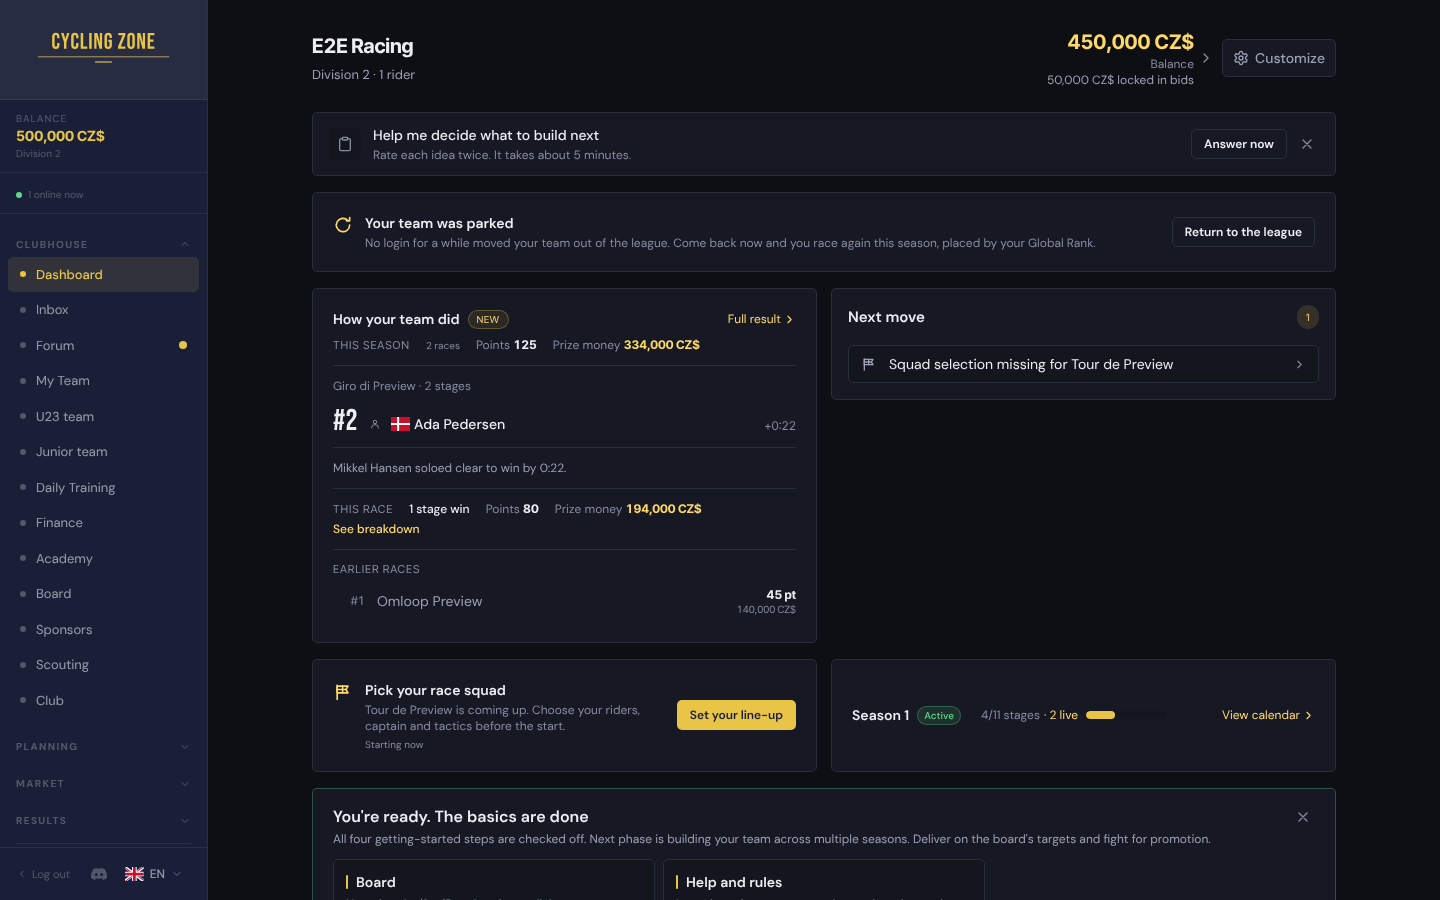 CYCLING ZONE
BALANCE
500,000 CZ$
Division 2
1 online now
CLUBHOUSE
Dashboard
Inbox
Forum
My Team
U23 team
Junior team
Daily Training
Finance
Academy
Board
Sponsors
Scouting
Club
PLANNING
MARKET
RESULTS
Log out
EN
E2E Racing
Division 2 · 1 rider
450,000 CZ$
Balance
50,000 CZ$ locked in bids
Customize
Help me decide what to build next
Rate each idea twice. It takes about 5 minutes.
Answer now
Your team was parked
No login for a while moved your team out of the league. Come back now and you race again this season, placed by your Global Rank.
Return to the league
How your team did NEW
Full result
THIS SEASON 2 races Points 125 Prize money 334,000 CZ$
Giro di Preview · 2 stages
#2 Ada Pedersen +0:22
Mikkel Hansen soloed clear to win by 0:22.
THIS RACE 1 stage win Points 80 Prize money 194,000 CZ$
See breakdown
EARLIER RACES
#1 Omloop Preview 45 pt
140,000 CZ$
Next move 1
Squad selection missing for Tour de Preview
Pick your race squad
Tour de Preview is coming up. Choose your riders,
captain and tactics before the start.
Starting now
Set your line-up
Season 1 Active 4/11 stages · 2 live
View calendar
You're ready. The basics are done
All four getting-started steps are checked off. Next phase is building your team across multiple seasons. Deliver on the board's targets and fight for promotion.
Board
Help and rules